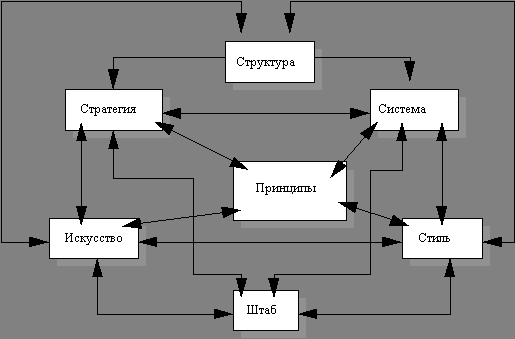 Структура
Стратегия
Система
Принципы
Искусство
Стиль
Штаб